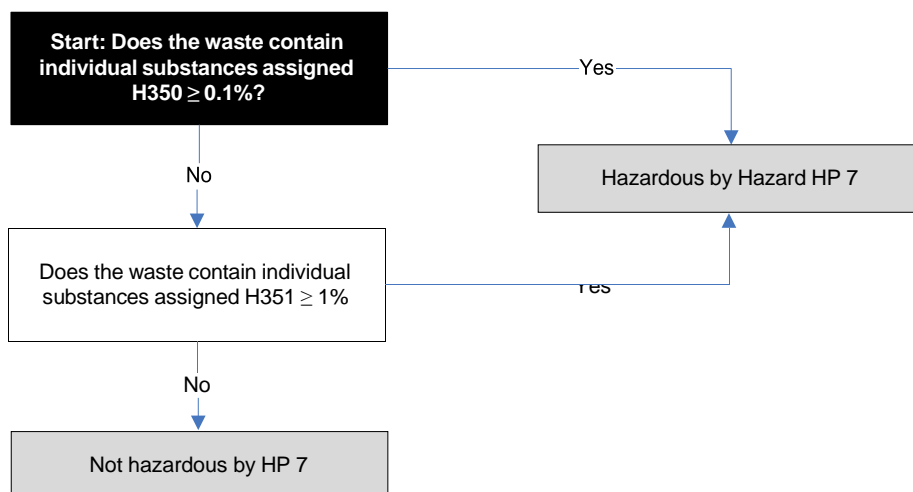 Start: Does the waste contain
individual substances assigned
H350 ≥ 0.1%?
Yes
Hazardous by Hazard HP 7
No
Does the waste contain individual
substances assigned H351 ≥ 1%
Yes
No
Not hazardous by HP 7